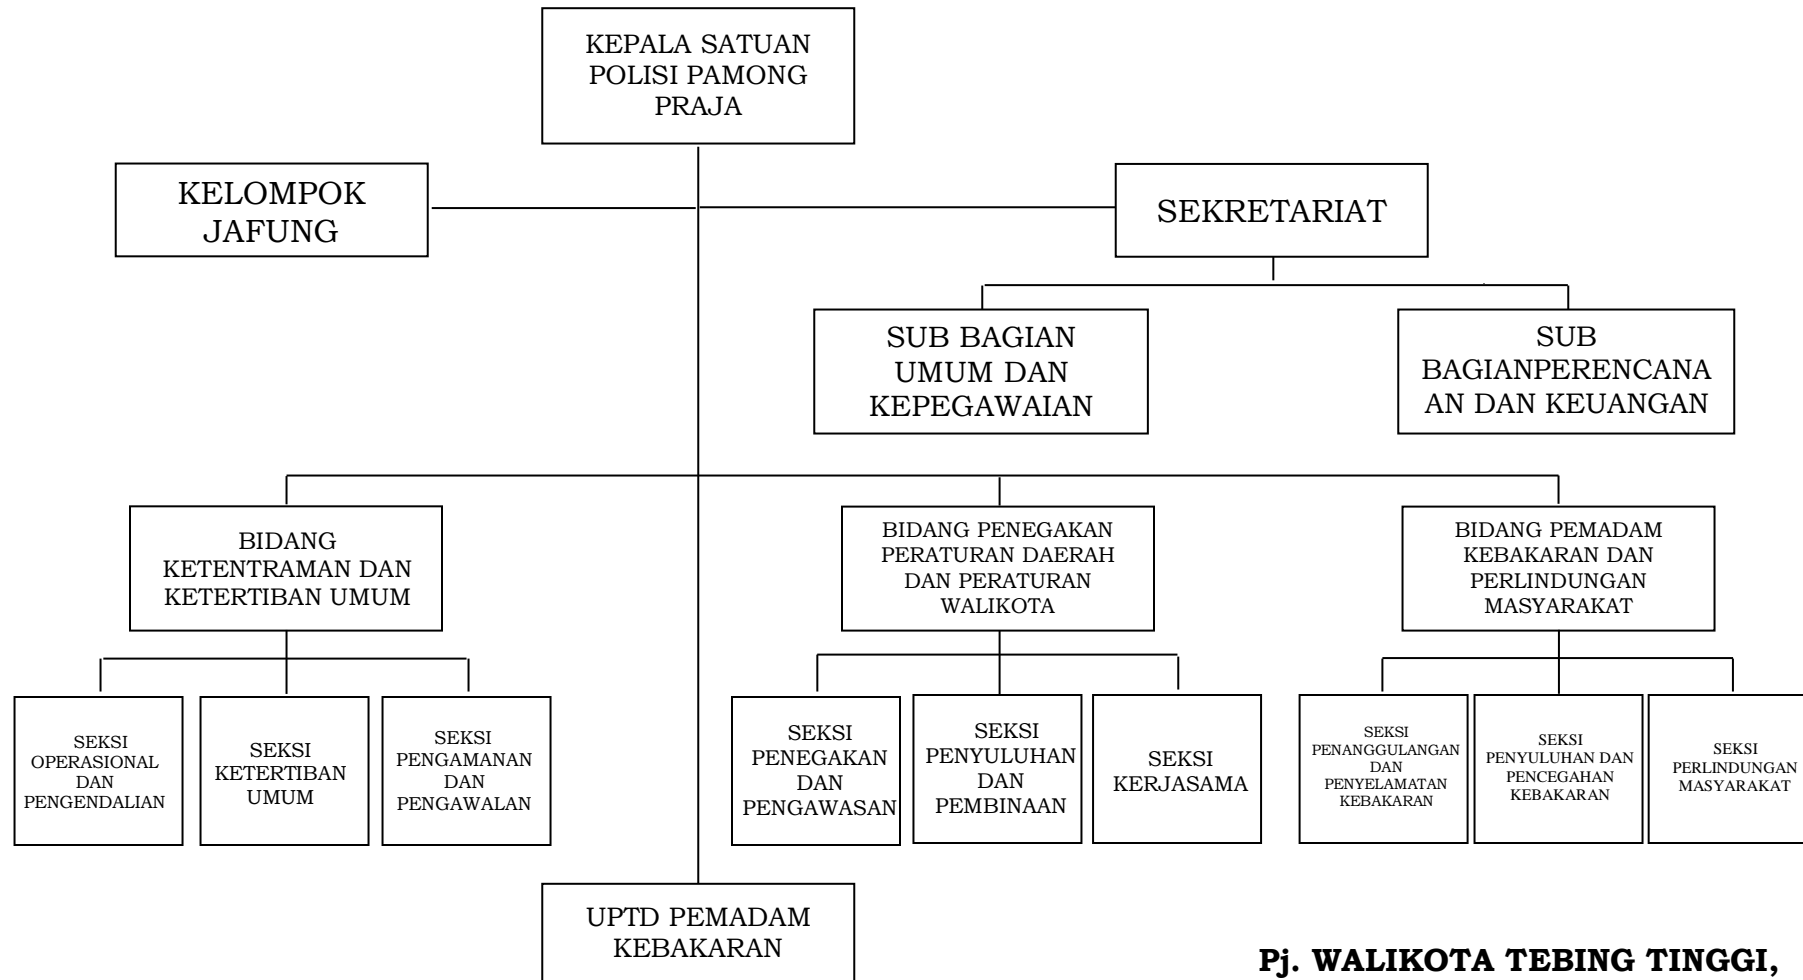 KEPALA SATUAN
POLISI PAMONG
PRAJA
KELOMPOK
JAFUNG
SEKRETARIAT
SUB BAGIAN
UMUM DAN
KEPEGAWAIAN
SUB
BAGIANPERENCANA
AN DAN KEUANGAN
BIDANG
KETENTRAMAN DAN
KETERTIBAN UMUM
BIDANG PENEGAKAN
PERATURAN DAERAH
DAN PERATURAN
WALIKOTA
BIDANG PEMADAM
KEBAKARAN DAN
PERLINDUNGAN
MASYARAKAT
SEKSI
OPERASIONAL
DAN
PENGENDALIAN
SEKSI
KETERTIBAN
UMUM
SEKSI
PENGAMANAN
DAN
PENGAWALAN
SEKSI
PENEGAKAN
DAN
PENGAWASAN
SEKSI
PENYULUHAN
DAN
PEMBINAAN
SEKSI
KERJASAMA
SEKSI
PENANGGULANGAN
DAN
PENYELAMATAN
KEBAKARAN
SEKSI
PENYULUHAN DAN
PENCEGAHAN
KEBAKARAN
SEKSI
PERLINDUNGAN
MASYARAKAT
UPTD PEMADAM
KEBAKARAN
Pj. WALIKOTA TEBING TINGGI,